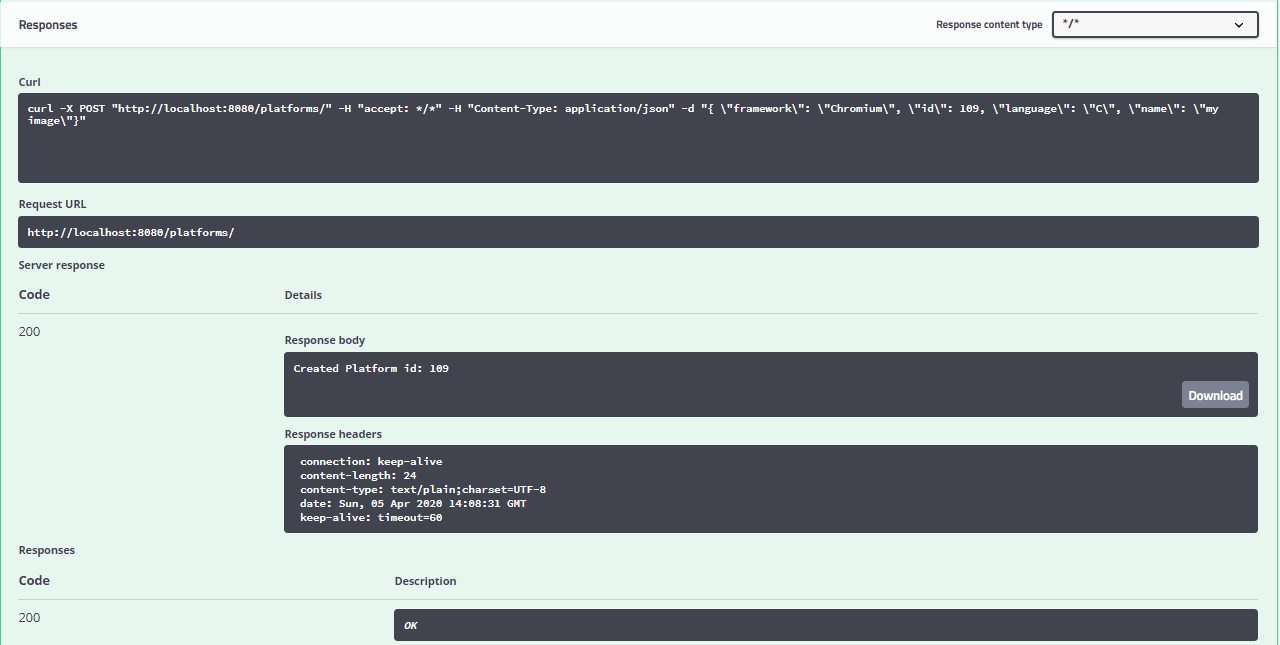 Responses
Response content type */*
Curl
curl -X POST "http://localhost:8080/platforms/" -H "accept: */*" -H "Content-Type: application/json" -d "{ \"framework\": \"Chromium\", \"id\": 109, \"language\": \"C\", \"name\": \"my
image\"}"
Request URL
http://localhost:8080/platforms/
Server response
Code Details
200
Response body
Created Platform id: 109
Download
Response headers
connection: keep-alive
content-length: 24
content-type: text/plain;charset=UTF-8
date: Sun, 05 Apr 2020 14:08:31 GMT
keep-alive: timeout=60
Responses
Code Description
200
OK